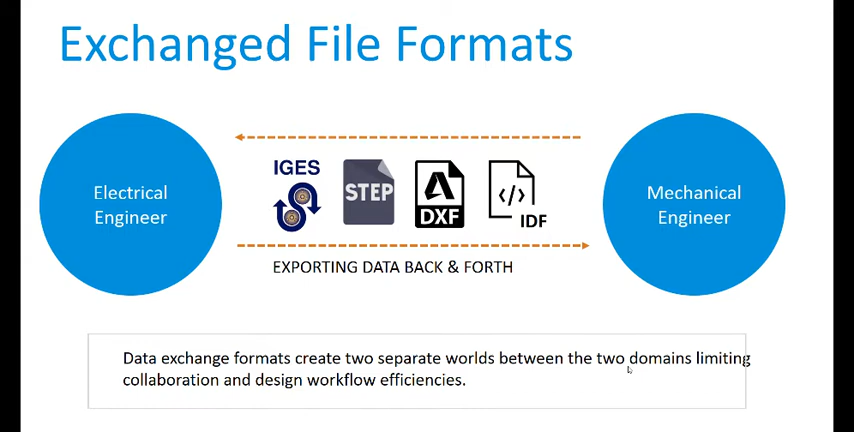 Exchanged File Formats
Electrical
Engineer
IGES
STEP
DXF
IDF
Mechanical
Engineer
EXPORTING DATA BACK & FORTH
Data exchange formats create two separate worlds between the two domains limiting
collaboration and design workflow efficiencies.